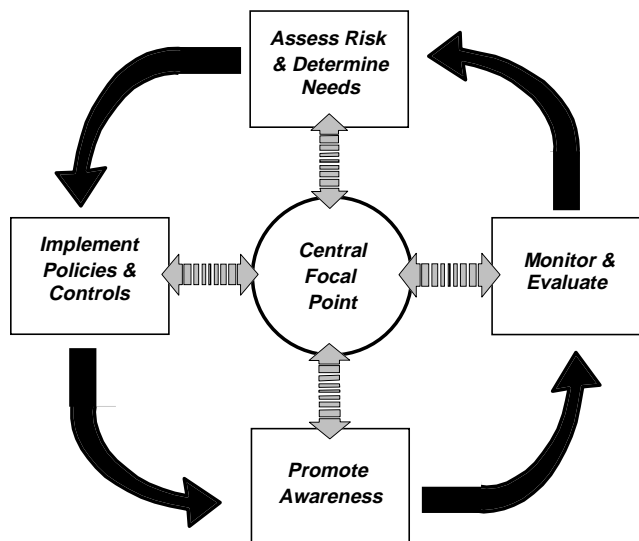 Assess Risk
& Determine
Needs
Implement
Policies &
Controls
Central
Focal
Point
Monitor &
Evaluate
Promote
Awareness